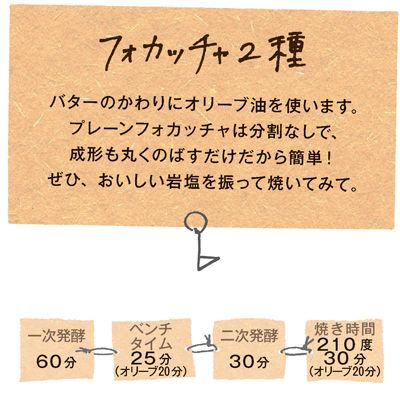 フォカッチャ2種
バターのかわりにオリーブ油を使います。
プレーンフォカッチャは分割なしで、
成形も丸くのばすだけだから簡単!
ぜひ、おいしい岩塩を振って焼いてみて。
一次発酵
60分
ベンチ
タイム
25分
(オリーブ20分)
二次発酵
30分
焼き時間
210度
30分
(オリーブ20分)